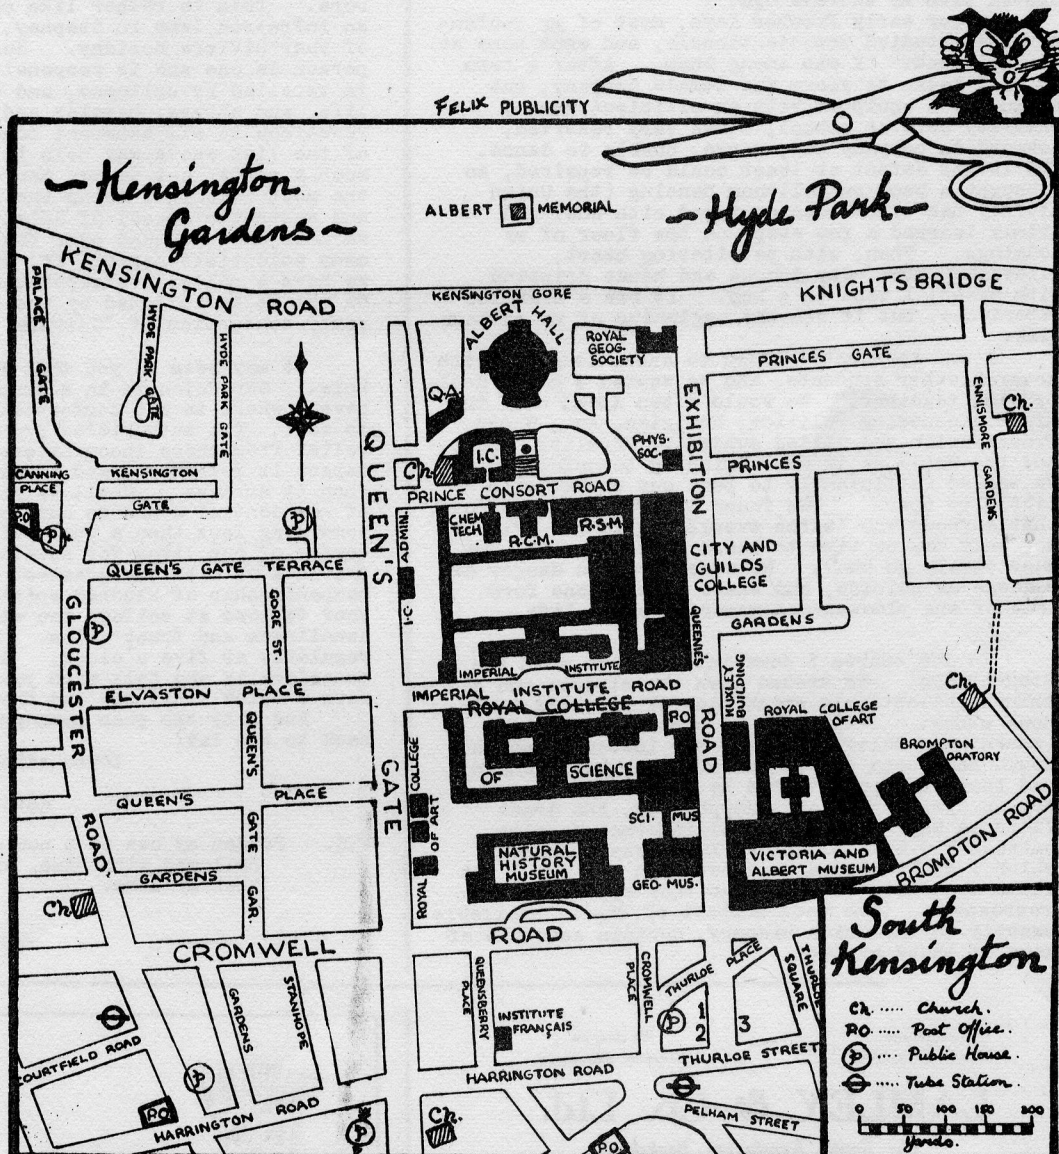 FELIX PUBLICITY
Kensington
Gardens
ALBERT MEMORIAL
Hyde Park
KENSINGTON ROAD
KENSINGTON GORE
KNIGHTSBRIDGE
PALACE
GATE
HYDE PARK GATE
HYDE PARK GATE
ALBERT HALL
ROYAL
GEOG.
SOCIETY
PRINCES GATE
Q.A.
EXHIBITION
ENNISMORE
GARDENS
Ch.
PHYS.
SOC.
I.C.
Ch.
QUEEN'S
CANNING
PLACE
KENSINGTON
GATE
PRINCES
PRINCE CONSORT ROAD
P.O
P
P
CHEM
TECH
R.C.M.
R.S.M.
I.C. ADMIN.
CITY AND
GUILDS
COLLEGE
QUEEN'S GATE TERRACE
GLOUCESTER
P
GORE ST.
QUEENIE'S
GARDENS
IMPERIAL INSTITUTE
ELVASTON PLACE
IMPERIAL INSTITUTE ROAD
HUXLEY
BUILDING
Ch.
ROYAL COLLEGE
OF SCIENCE
P.O
ROAD
ROYAL COLLEGE
OF ART
BROMPTON
ORATORY
QUEEN'S
GATE
GAR.
GATE
ROYAL COLLEGE
OF ART
QUEEN'S PLACE
ROAD.
SCI. MUS
NATURAL
HISTORY
MUSEUM
GEO. MUS.
VICTORIA AND
ALBERT MUSEUM
BROMPTON ROAD
GARDENS
Ch.
CROMWELL ROAD
South
Kensington
Ch. ..... Church.
P.O. ..... Post Office.
P .... Public House.
..... Tube Station.
0 50 100 150 200
Yards.
GARDENS
STANHOPE
QUEENSBERRY
PLACE
CROMWELL
PLACE
THURLOE PLACE
THURLOE
SQUARE
INSTITUTE
FRANÇAIS
P
1
2
3
COURTFIELD ROAD
P
HARRINGTON ROAD
THURLOE STREET
P.O.
HARRINGTON ROAD
P
Ch.
PELHAM STREET
P.O